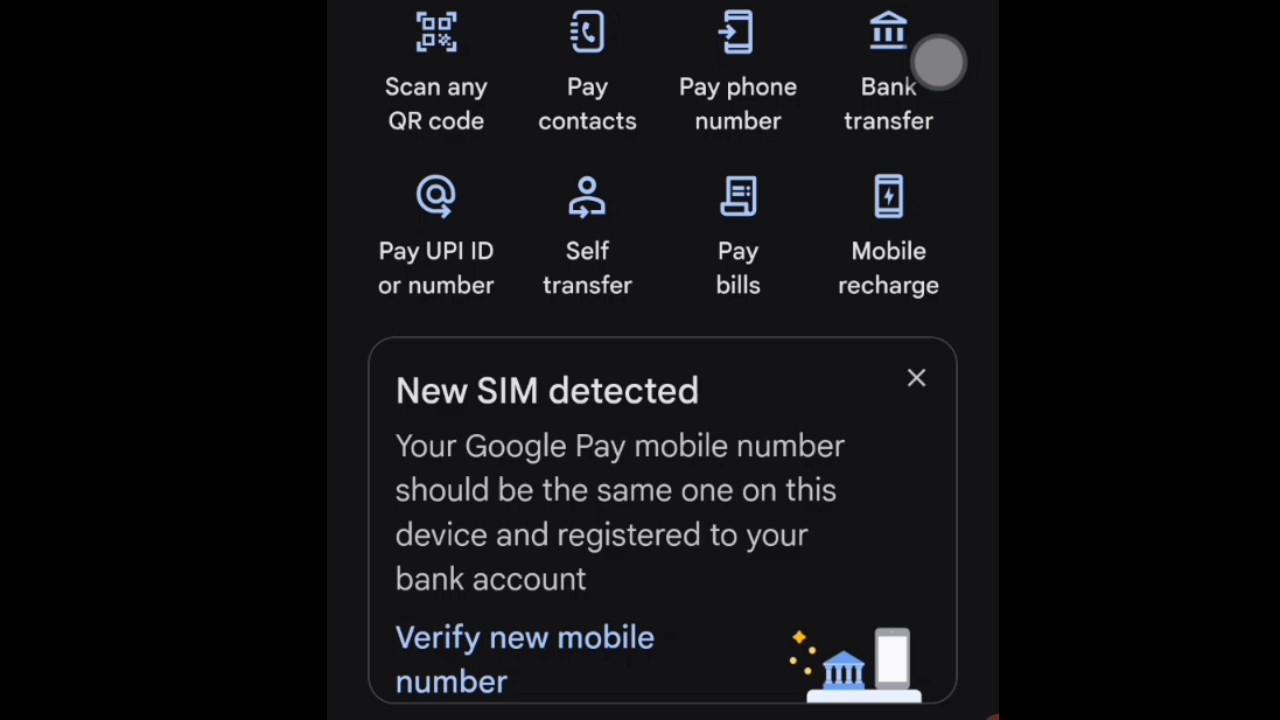 Scan any
QR code
Pay
contacts
Pay phone
number
Bank
transfer
Pay UPI ID
or number
Self
transfer
Pay
bills
Mobile
recharge
New SIM detected
Your Google Pay mobile number
should be the same one on this
device and registered to your
bank account
Verify new mobile
number